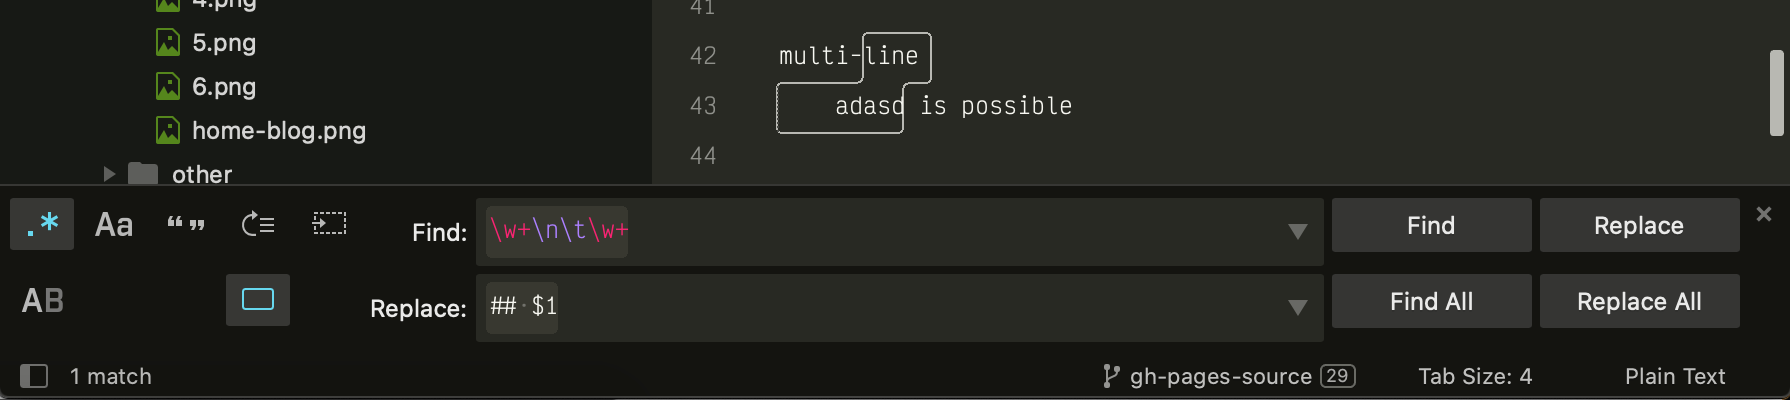 4.png
5.png
6.png
home-blog.png
other
41
42 multi-line
43 adasd is possible
44
.* Aa “ ” Find: \w+\n\t\w+ Find Replace ×
AB Replace: ## $1 Find All Replace All
1 match gh-pages-source 29 Tab Size: 4 Plain Text